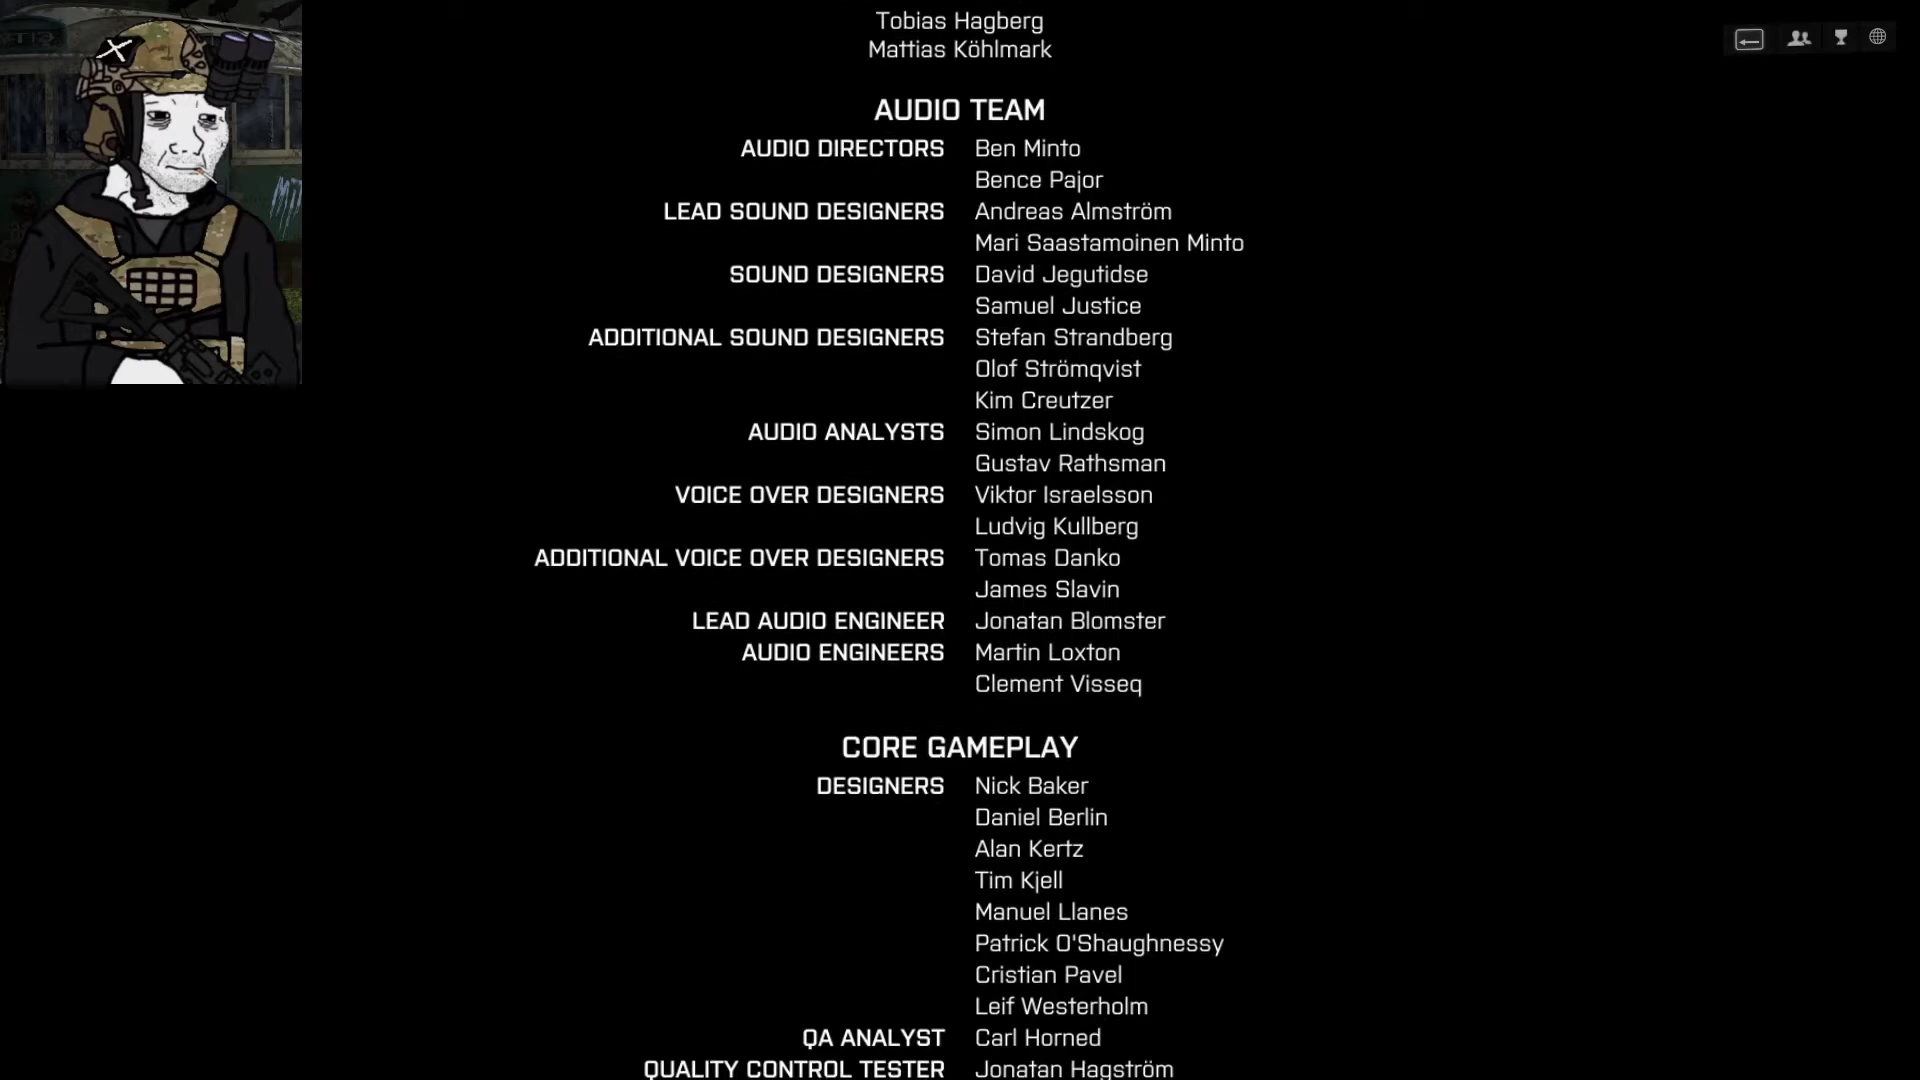 Tobias Hagberg
Mattias Köhlmark
AUDIO TEAM
AUDIO DIRECTORS Ben Minto
Bence Pajor
LEAD SOUND DESIGNERS Andreas Almström
Mari Saastamoinen Minto
SOUND DESIGNERS David Jegutidse
Samuel Justice
ADDITIONAL SOUND DESIGNERS Stefan Strandberg
Olof Strömqvist
Kim Creutzer
AUDIO ANALYSTS Simon Lindskog
Gustav Rathsman
VOICE OVER DESIGNERS Viktor Israelsson
Ludvig Kullberg
ADDITIONAL VOICE OVER DESIGNERS Tomas Danko
James Slavin
LEAD AUDIO ENGINEER Jonatan Blomster
AUDIO ENGINEERS Martin Loxton
Clement Visseq
CORE GAMEPLAY
DESIGNERS Nick Baker
Daniel Berlin
Alan Kertz
Tim Kjell
Manuel Llanes
Patrick O'Shaughnessy
Cristian Pavel
Leif Westerholm
QA ANALYST Carl Horned
QUALITY CONTROL TESTER Jonatan Hagström